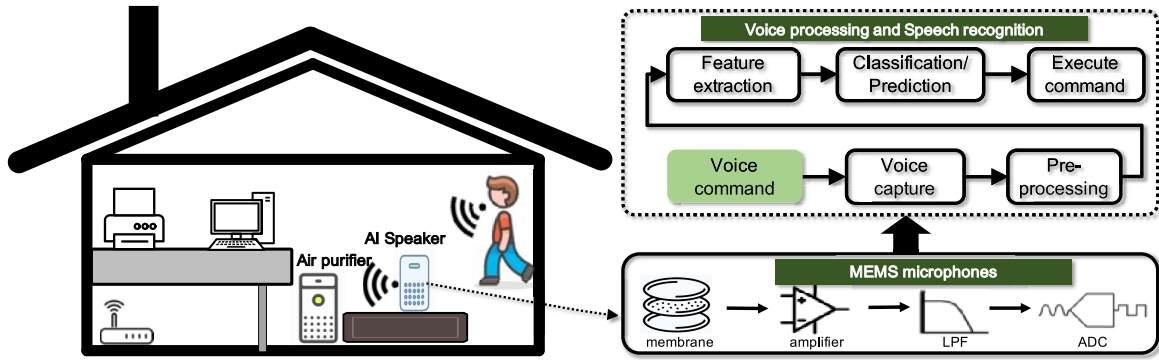 AI Speaker
Air purifier
Voice processing and Speech recognition
Feature
extraction
Classification/
Prediction
Execute
command
Voice
command
Voice
capture
Pre-
processing
MEMS microphones
membrane
amplifier
LPF
ADC